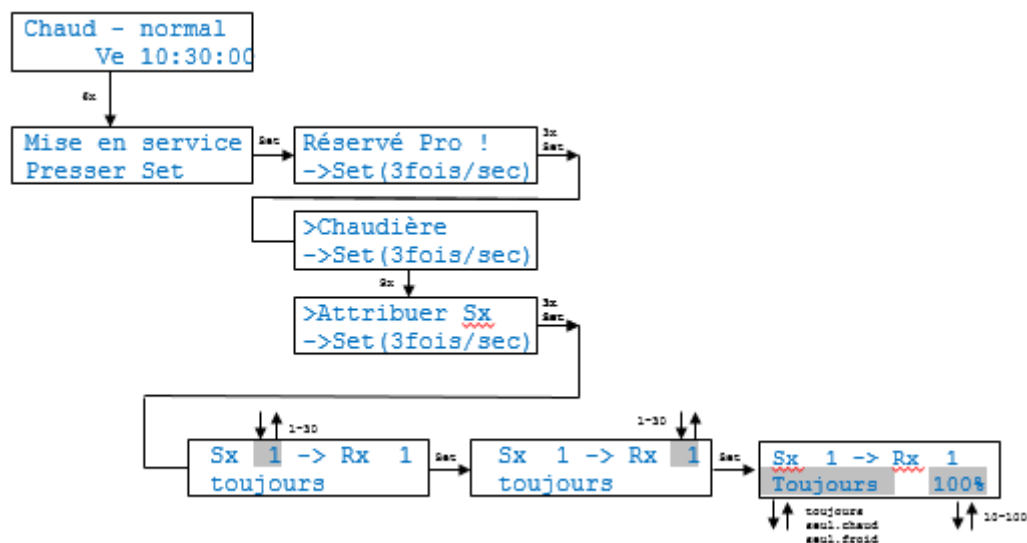 Chaud - normal
Ve 10:30:00
Mise en service
Presser Set
Set
Réservé Pro !
->Set(3fois/sec)
3x
Set
>Chaudière
->Set(3fois/sec)
>Attribuer Sx
->Set(3fois/sec)
3x
Set
1-30
Sx 1 -> Rx 1
toujours
Set
1-30
Sx 1 -> Rx 1
toujours
Set
Sx 1 -> Rx 1
Toujours 100%
toujours
seul.chaud
seul.froid
10-100